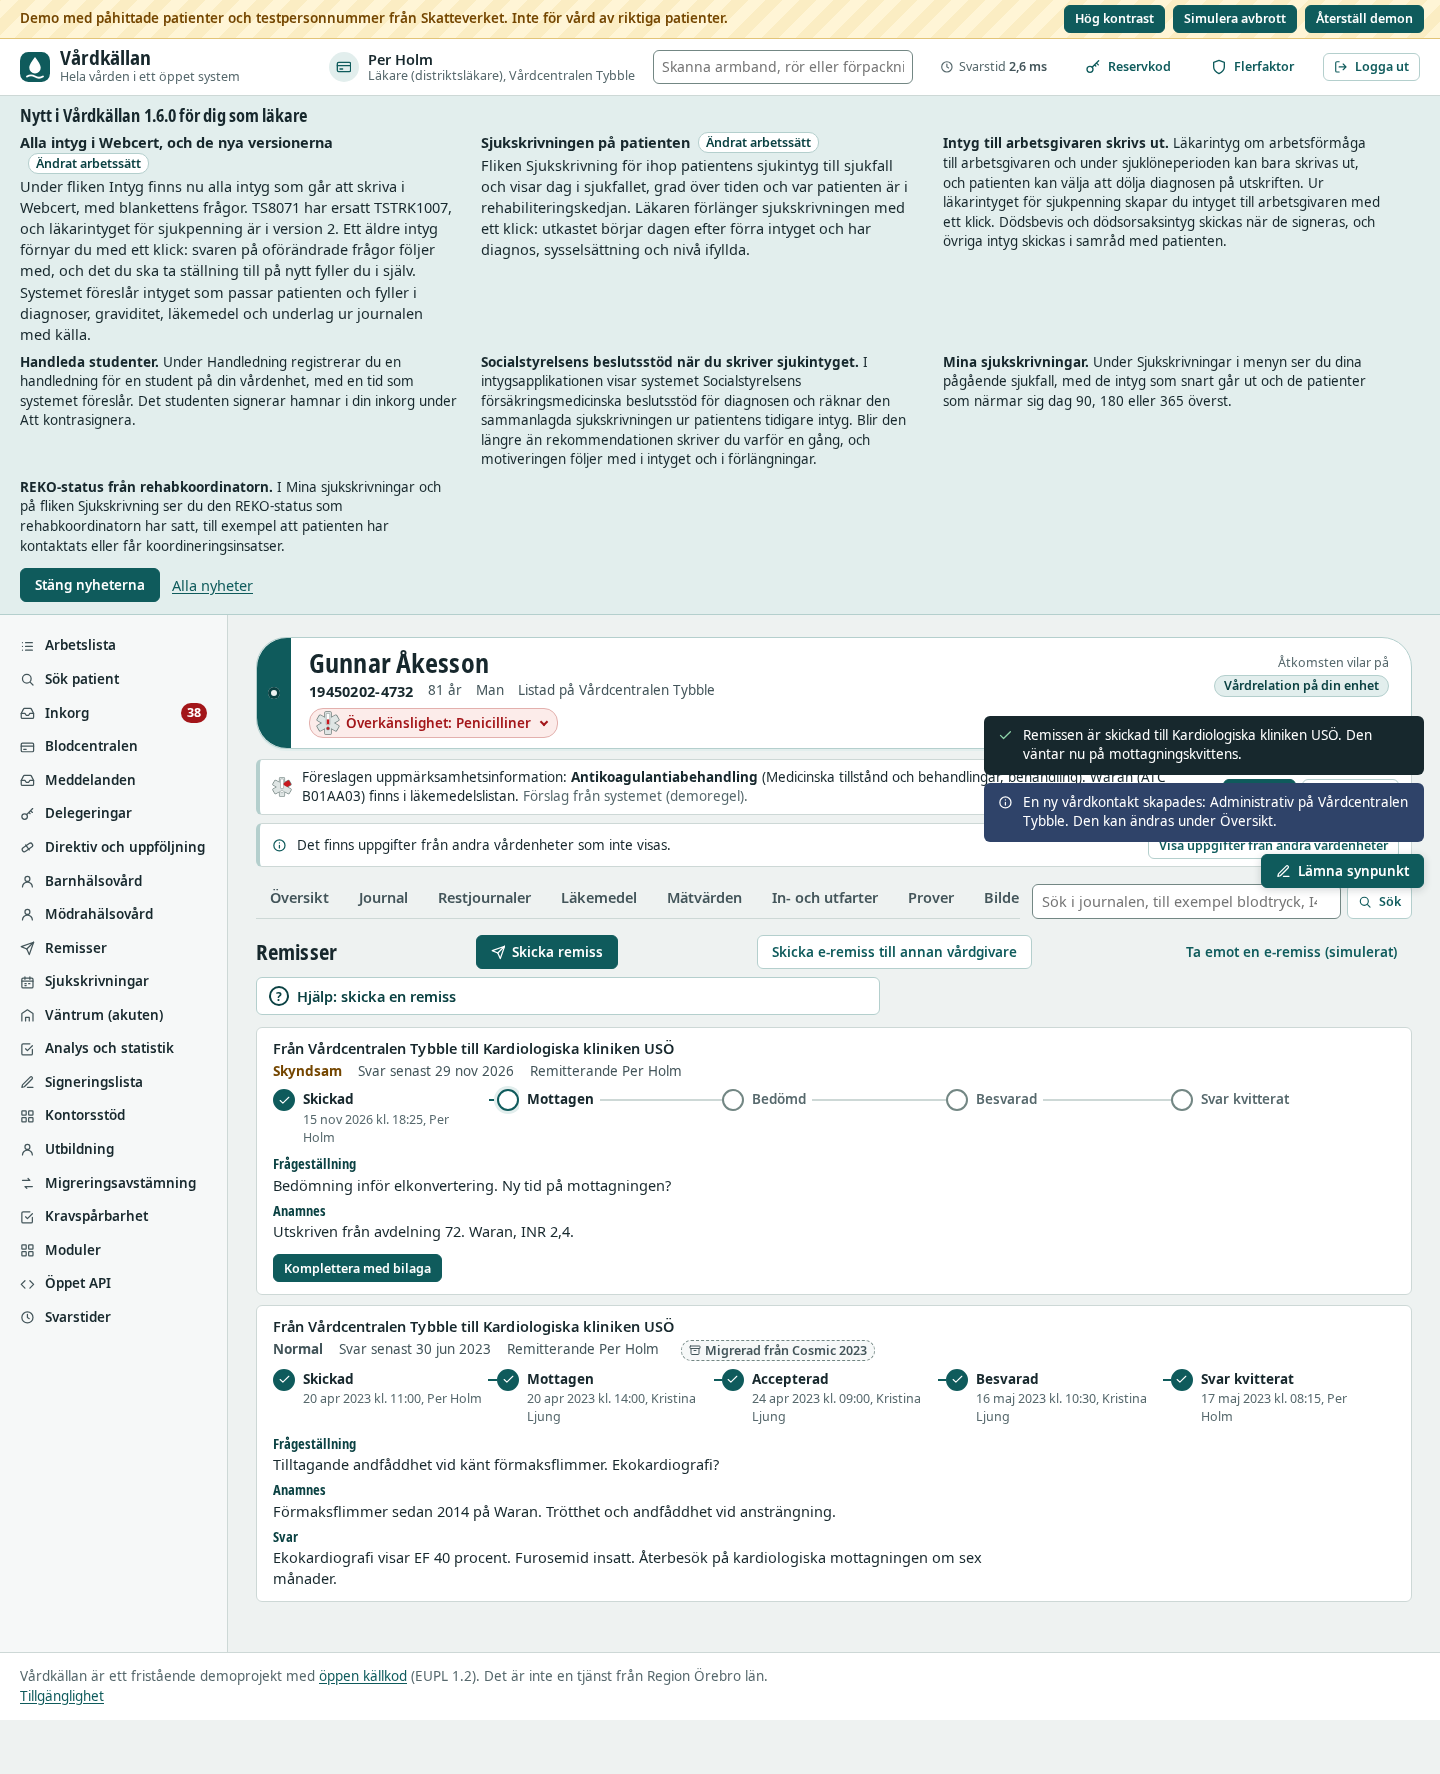 Demo med påhittade patienter och testpersonnummer från Skatteverket. Inte för vård av riktiga patienter.
Hög kontrast
Simulera avbrott
Återställ demon
Vårdkällan
Hela vården i ett öppet system
Per Holm
Läkare (distriktsläkare), Vårdcentralen Tybble
Skanna armband, rör eller förpackni
Svarstid 2,6 ms
Reservkod
Flerfaktor
Logga ut
Nytt i Vårdkällan 1.6.0 för dig som läkare
Alla intyg i Webcert, och de nya versionerna
Ändrat arbetssätt
Under fliken Intyg finns nu alla intyg som går att skriva i
Webcert, med blankettens frågor. TS8071 har ersatt TSTRK1007,
och läkarintyget för sjukpenning är i version 2. Ett äldre intyg
förnyar du med ett klick: svaren på oförändrade frågor följer
med, och det du ska ta ställning till på nytt fyller du i själv.
Systemet föreslår intyget som passar patienten och fyller i
diagnoser, graviditet, läkemedel och underlag ur journalen
med källa.
Sjukskrivningen på patienten
Ändrat arbetssätt
Fliken Sjukskrivning för ihop patientens sjukintyg till sjukfall
och visar dag i sjukfallet, grad över tiden och var patienten är i
rehabiliteringskedjan. Läkaren förlänger sjukskrivningen med
ett klick: utkastet börjar dagen efter förra intyget och har
diagnos, sysselsättning och nivå ifyllda.
Intyg till arbetsgivaren skrivs ut. Läkarintyg om arbetsförmåga
till arbetsgivaren och under sjuklöneperioden kan bara skrivas ut,
och patienten kan välja att dölja diagnosen på utskriften. Ur
läkarintyget för sjukpenning skapar du intyget till arbetsgivaren med
ett klick. Dödsbevis och dödsorsaksintyg skickas när de signeras, och
övriga intyg skickas i samråd med patienten.
Handleda studenter. Under Handledning registrerar du en
handledning för en student på din vårdenhet, med en tid som
systemet föreslår. Det studenten signerar hamnar i din inkorg under
Att kontrasignera.
Socialstyrelsens beslutsstöd när du skriver sjukintyget. I
intygsapplikationen visar systemet Socialstyrelsens
försäkringsmedicinska beslutsstöd för diagnosen och räknar den
sammanlagda sjukskrivningen ur patientens tidigare intyg. Blir den
längre än rekommendationen skriver du varför en gång, och
motiveringen följer med i intyget och i förlängningar.
Mina sjukskrivningar. Under Sjukskrivningar i menyn ser du dina
pågående sjukfall, med de intyg som snart går ut och de patienter
som närmar sig dag 90, 180 eller 365 överst.
REKO-status från rehabkoordinatorn. I Mina sjukskrivningar och
på fliken Sjukskrivning ser du den REKO-status som
rehabkoordinatorn har satt, till exempel att patienten har
kontaktats eller får koordineringsinsatser.
Stäng nyheterna
Alla nyheter
Arbetslista
Sök patient
Inkorg 38
Blodcentralen
Meddelanden
Delegeringar
Direktiv och uppföljning
Barnhälsovård
Mödrahälsovård
Remisser
Sjukskrivningar
Väntrum (akuten)
Analys och statistik
Signeringslista
Kontorsstöd
Utbildning
Migreringsavstämning
Kravspårbarhet
Moduler
Öppet API
Svarstider
Gunnar Åkesson
19450202-4732 81 år Man Listad på Vårdcentralen Tybble
Överkänslighet: Penicilliner
Åtkomsten vilar på
Vårdrelation på din enhet
Remissen är skickad till Kardiologiska kliniken USÖ. Den
väntar nu på mottagningskvittens.
Föreslagen uppmärksamhetsinformation: Antikoagulantiabehandling (Medicinska tillstånd och behandlingar, behandling). Waran (ATC
B01AA03) finns i läkemedelslistan. Förslag från systemet (demoregel).
En ny vårdkontakt skapades: Administrativ på Vårdcentralen
Tybble. Den kan ändras under Översikt.
Det finns uppgifter från andra vårdenheter som inte visas.
Visa uppgifter från andra vårdenheter
Lämna synpunkt
Översikt
Journal
Restjournaler
Läkemedel
Mätvärden
In- och utfarter
Prover
Bilde
Sök i journalen, till exempel blodtryck, I4
Sök
Remisser
Skicka remiss
Skicka e-remiss till annan vårdgivare
Ta emot en e-remiss (simulerat)
? Hjälp: skicka en remiss
Från Vårdcentralen Tybble till Kardiologiska kliniken USÖ
Skyndsam Svar senast 29 nov 2026 Remitterande Per Holm
Skickad
15 nov 2026 kl. 18:25, Per
Holm
Mottagen
Bedömd
Besvarad
Svar kvitterat
Frågeställning
Bedömning inför elkonvertering. Ny tid på mottagningen?
Anamnes
Utskriven från avdelning 72. Waran, INR 2,4.
Komplettera med bilaga
Från Vårdcentralen Tybble till Kardiologiska kliniken USÖ
Normal Svar senast 30 jun 2023 Remitterande Per Holm Migrerad från Cosmic 2023
Skickad
20 apr 2023 kl. 11:00, Per Holm
Mottagen
20 apr 2023 kl. 14:00, Kristina
Ljung
Accepterad
24 apr 2023 kl. 09:00, Kristina
Ljung
Besvarad
16 maj 2023 kl. 10:30, Kristina
Ljung
Svar kvitterat
17 maj 2023 kl. 08:15, Per
Holm
Frågeställning
Tilltagande andfåddhet vid känt förmaksflimmer. Ekokardiografi?
Anamnes
Förmaksflimmer sedan 2014 på Waran. Trötthet och andfåddhet vid ansträngning.
Svar
Ekokardiografi visar EF 40 procent. Furosemid insatt. Återbesök på kardiologiska mottagningen om sex
månader.
Vårdkällan är ett fristående demoprojekt med öppen källkod (EUPL 1.2). Det är inte en tjänst från Region Örebro län.
Tillgänglighet